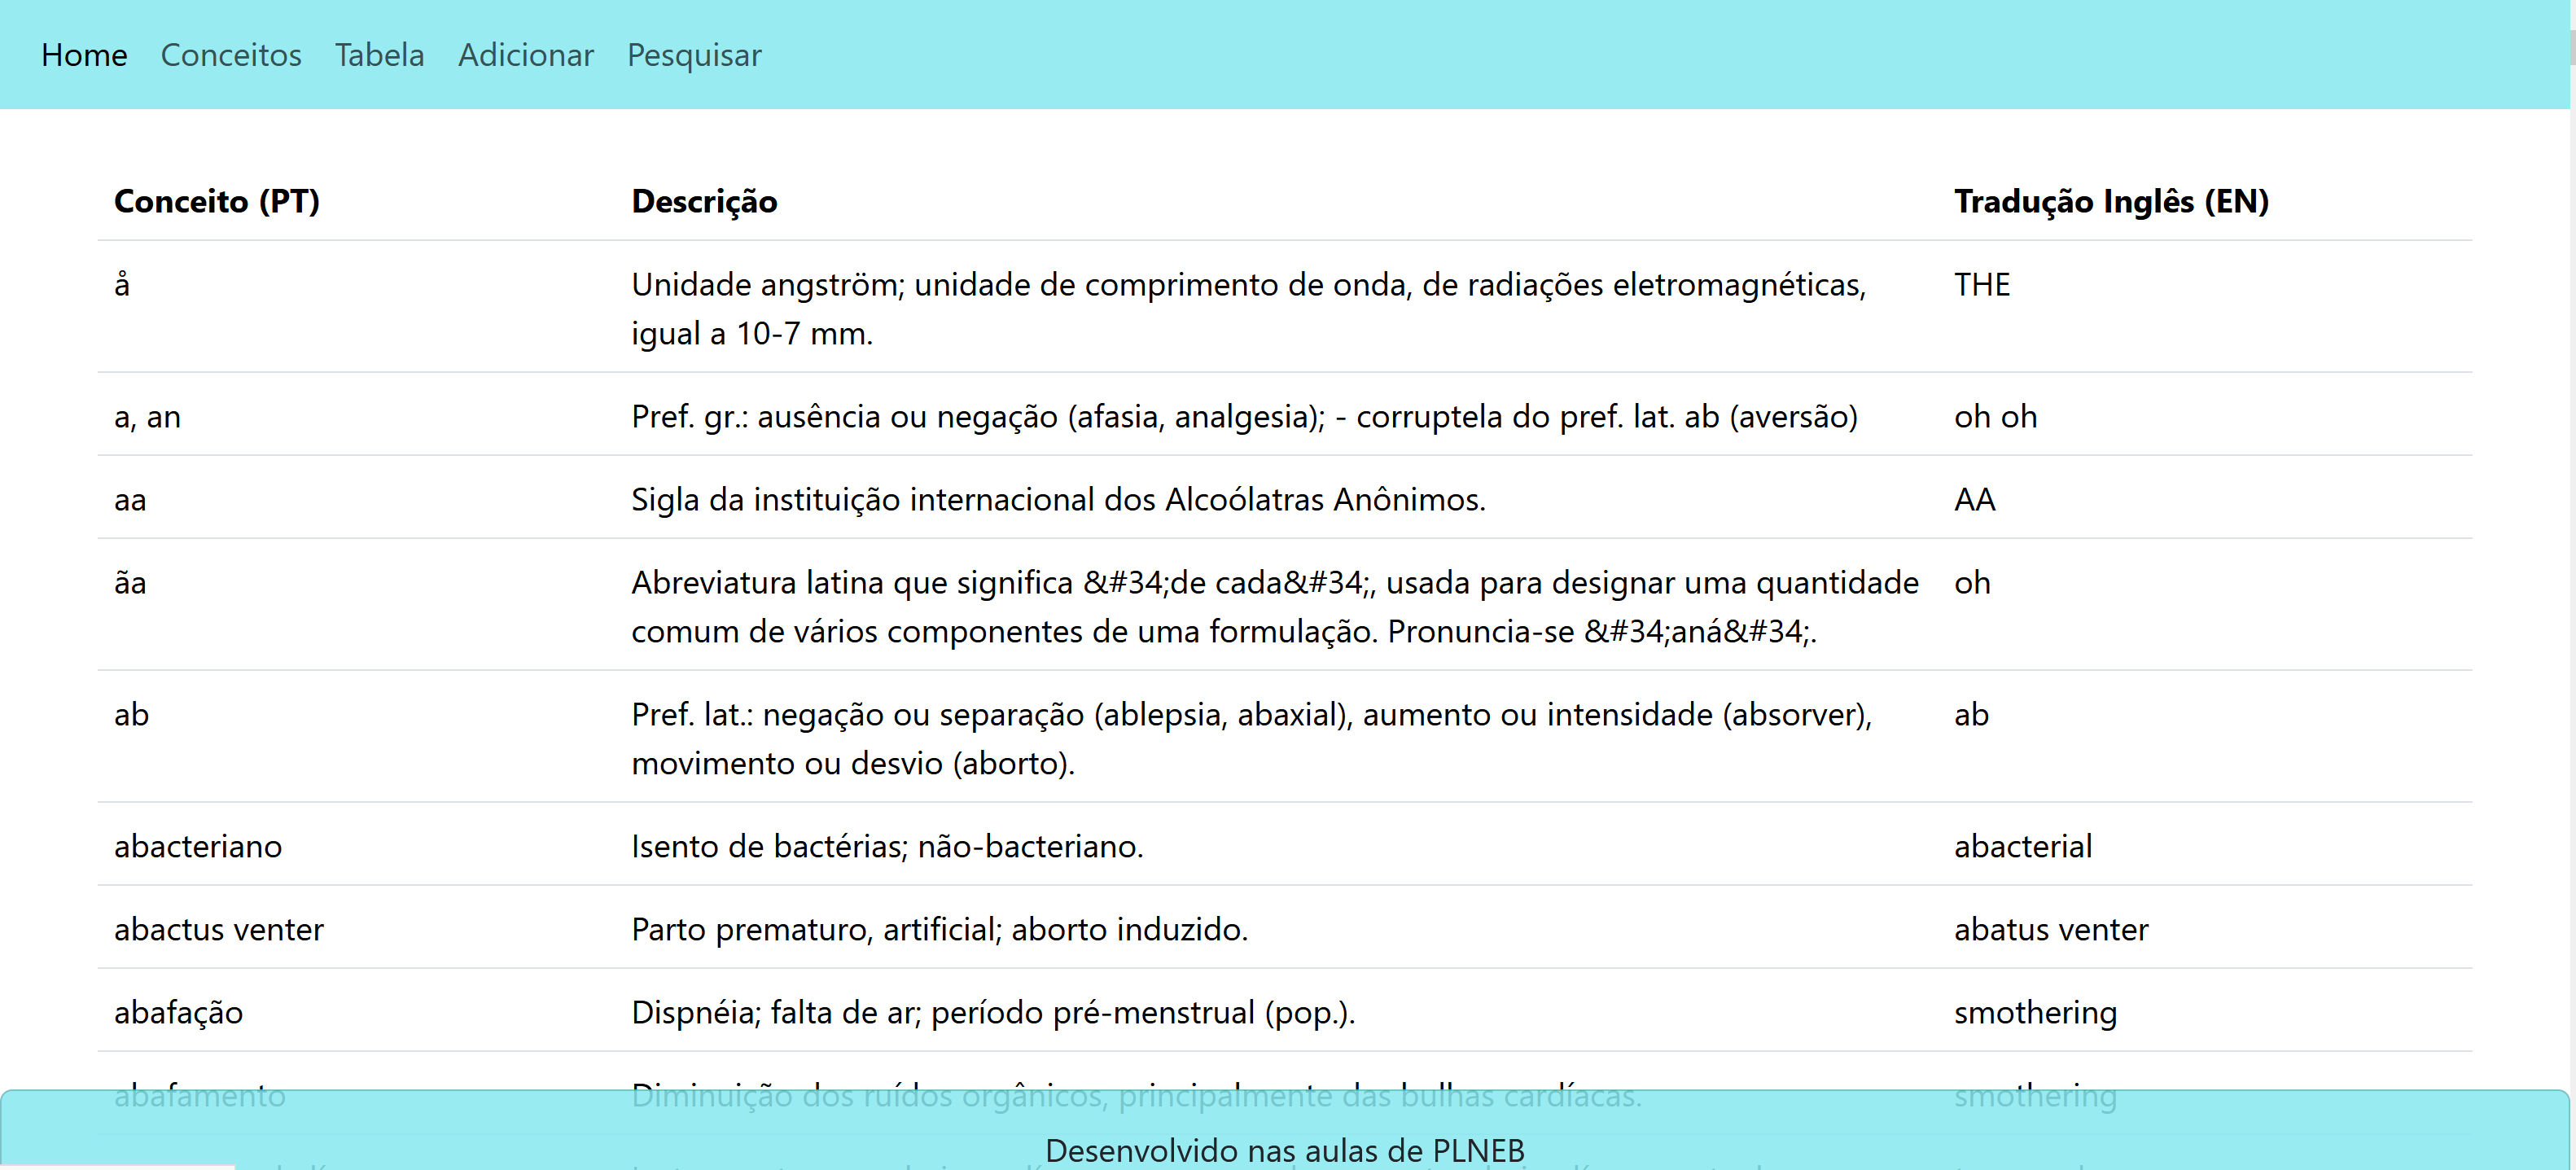 Home Conceitos Tabela Adicionar Pesquisar
Conceito (PT) Descrição Tradução Inglês (EN)
å Unidade angström; unidade de comprimento de onda, de radiações eletromagnéticas, THE
igual a 10-7 mm.
a, an Pref. gr.: ausência ou negação (afasia, analgesia); - corruptela do pref. lat. ab (aversão) oh oh
aa Sigla da instituição internacional dos Alcoólatras Anônimos. AA
ãa Abreviatura latina que significa &#34;de cada&#34;, usada para designar uma quantidade oh
comum de vários componentes de uma formulação. Pronuncia-se &#34;aná&#34;.
ab Pref. lat.: negação ou separação (ablepsia, abaxial), aumento ou intensidade (absorver), ab
movimento ou desvio (aborto).
abacteriano Isento de bactérias; não-bacteriano. abacterial
abactus venter Parto prematuro, artificial; aborto induzido. abatus venter
abafação Dispnéia; falta de ar; período pré-menstrual (pop.). smothering
abafamento Diminuição dos ruídos orgânicos, principalmente das bulhas cardíacas. smothering
Desenvolvido nas aulas de PLNEB